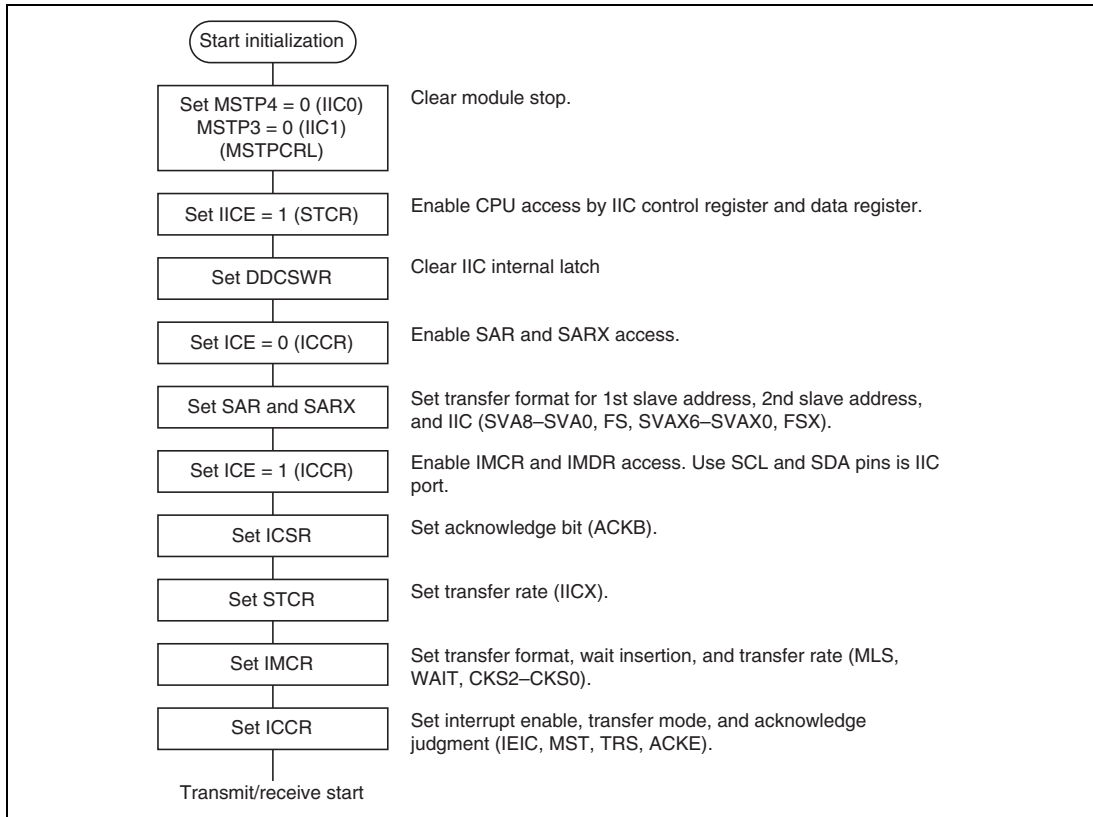 Start initialization
Set MSTP4 = 0 (IIC0)
MSTP3 = 0 (IIC1)
(MSTPCRL)
Clear module stop.
Set IICE = 1 (STCR)
Enable CPU access by IIC control register and data register.
Set DDCSWR
Clear IIC internal latch
Set ICE = 0 (ICCR)
Enable SAR and SARX access.
Set SAR and SARX
Set transfer format for 1st slave address, 2nd slave address,
and IIC (SVA8–SVA0, FS, SVAX6–SVAX0, FSX).
Set ICE = 1 (ICCR)
Enable IMCR and IMDR access. Use SCL and SDA pins is IIC
port.
Set ICSR
Set acknowledge bit (ACKB).
Set STCR
Set transfer rate (IICX).
Set IMCR
Set transfer format, wait insertion, and transfer rate (MLS,
WAIT, CKS2–CKS0).
Set ICCR
Set interrupt enable, transfer mode, and acknowledge
judgment (IEIC, MST, TRS, ACKE).
Transmit/receive start